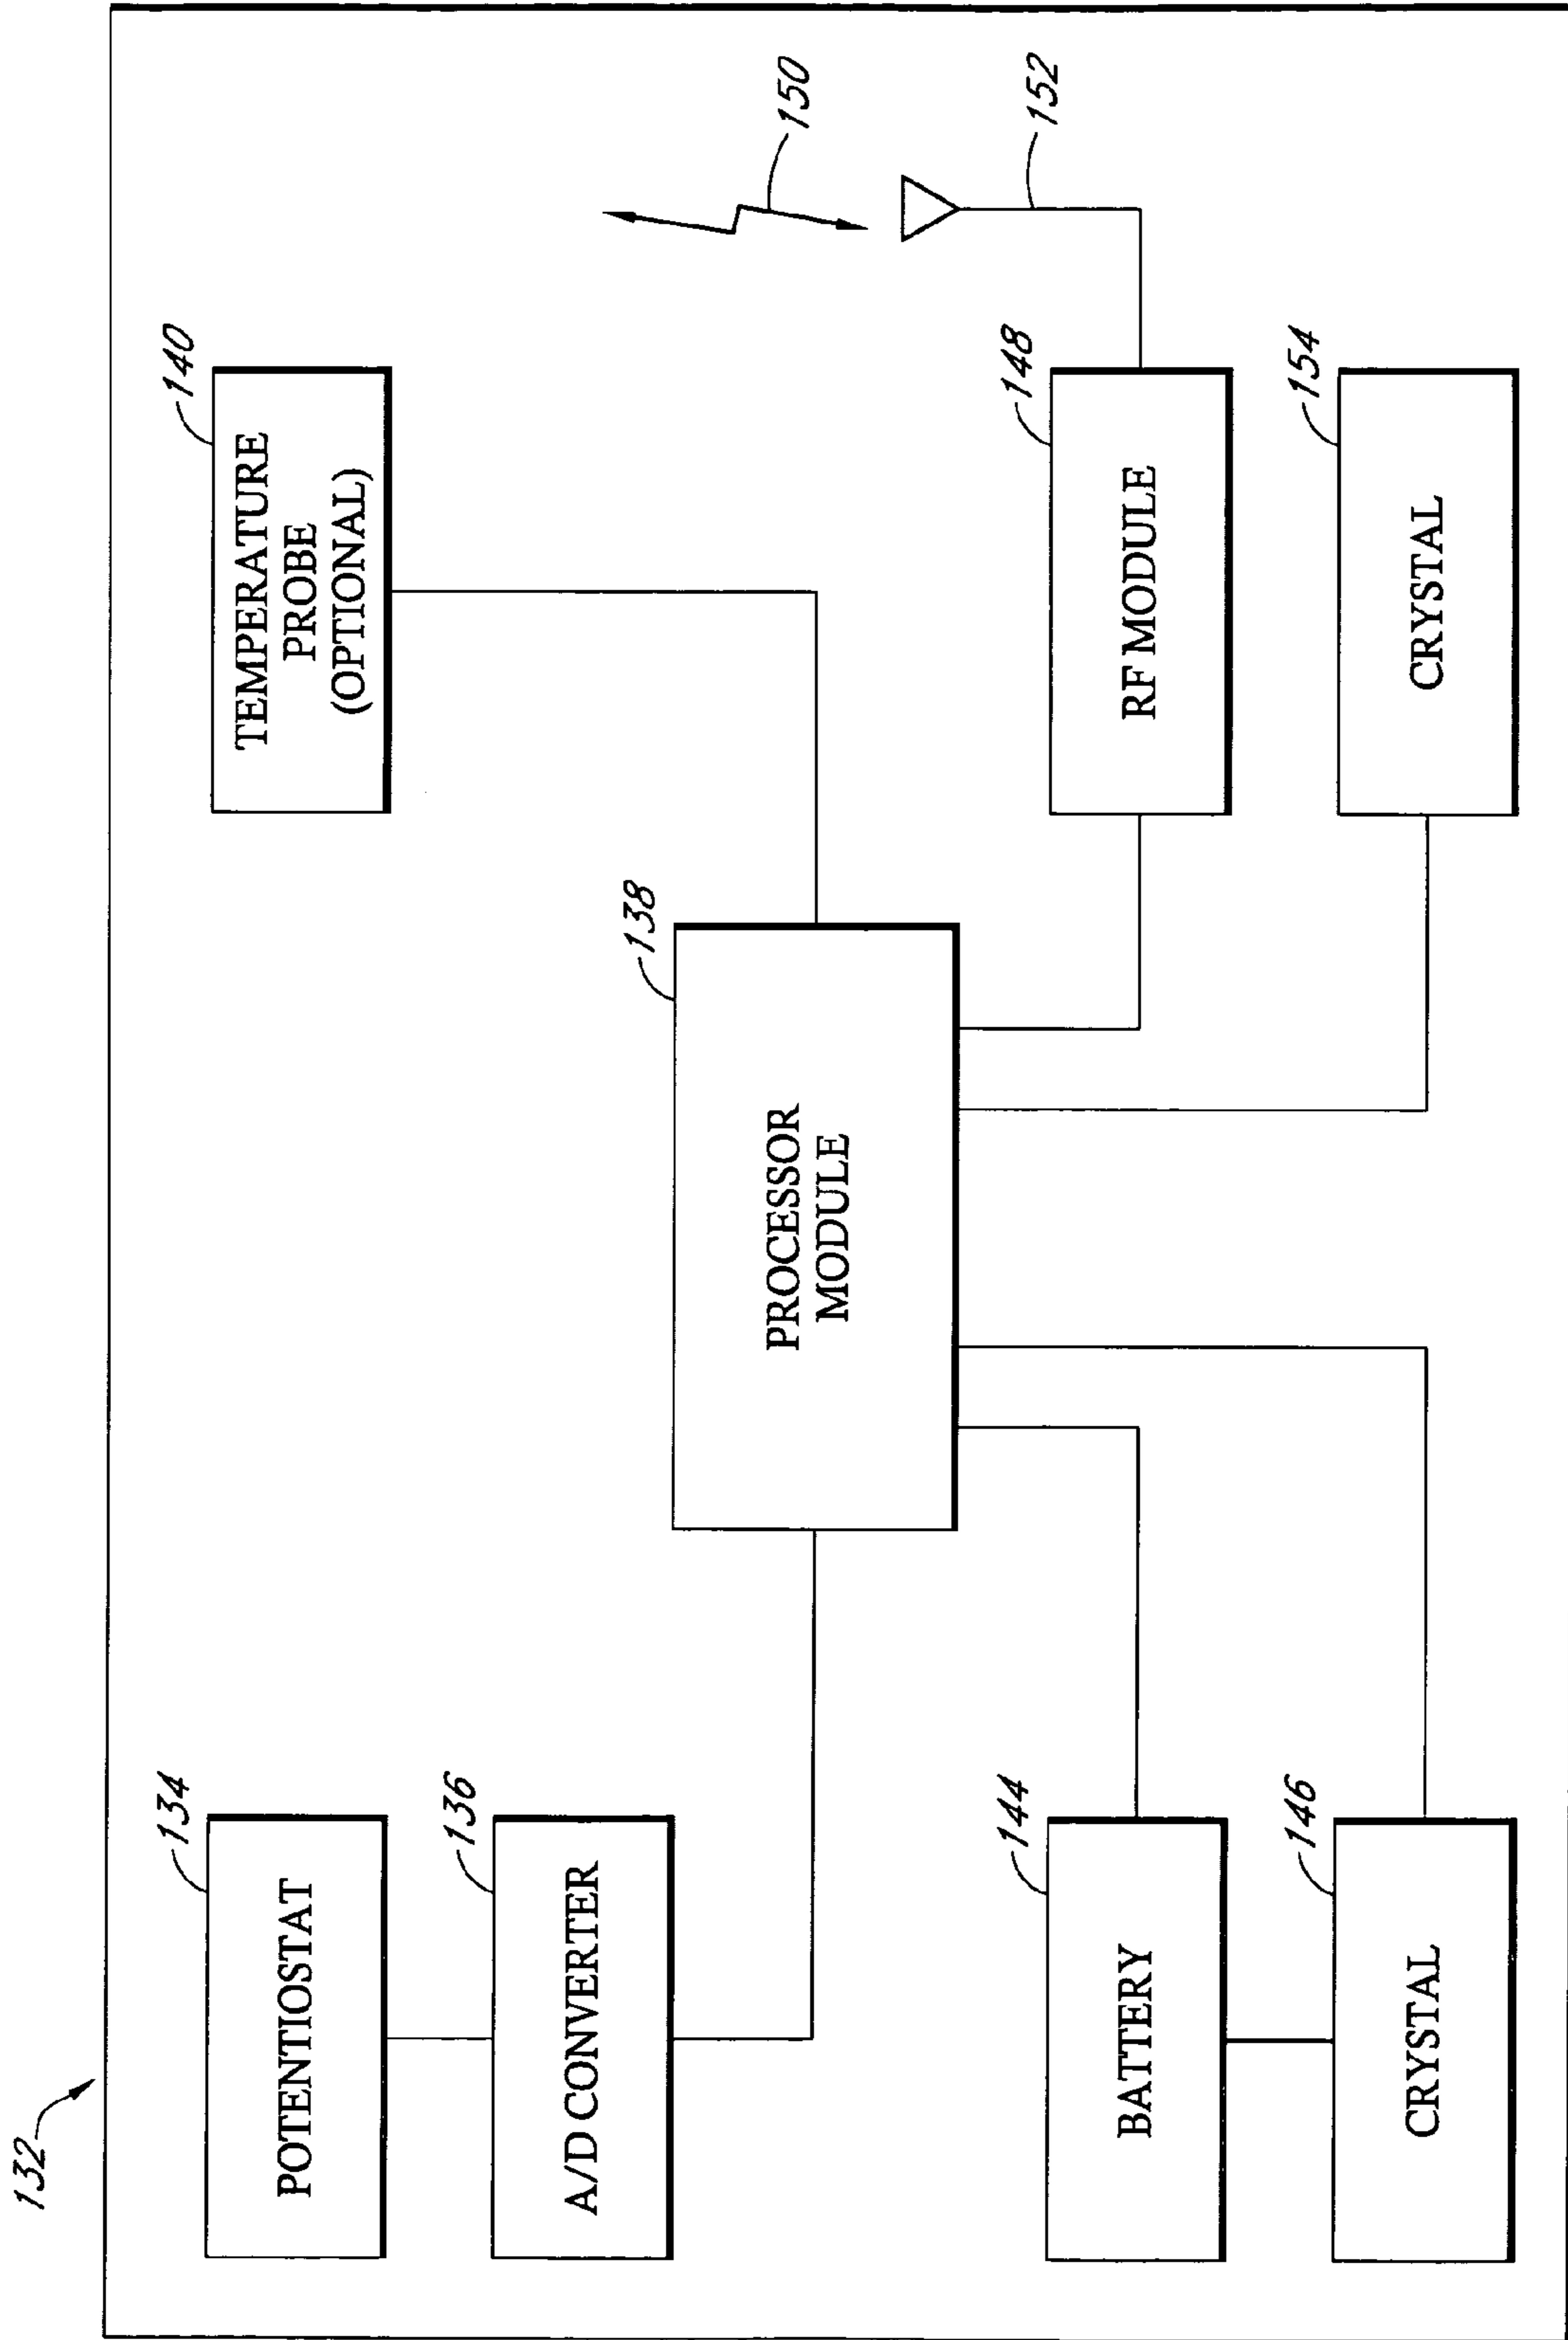 132
134
POTENTIOSTAT
136
A/D CONVERTER
140
TEMPERATURE
PROBE
(OPTIONAL)
138
PROCESSOR
MODULE
150
152
144
BATTERY
148
RF MODULE
146
CRYSTAL
154
CRYSTAL